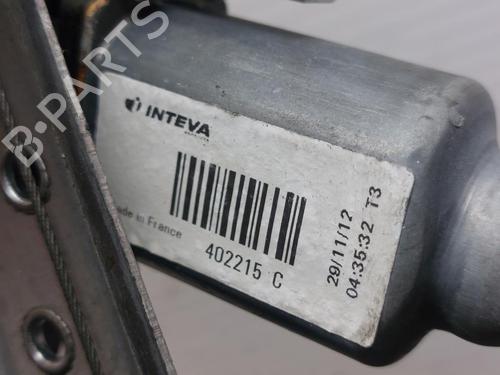 B-PARTS
INTEVA
Made in France
402215 C
29/11/12
04:35:32 T3